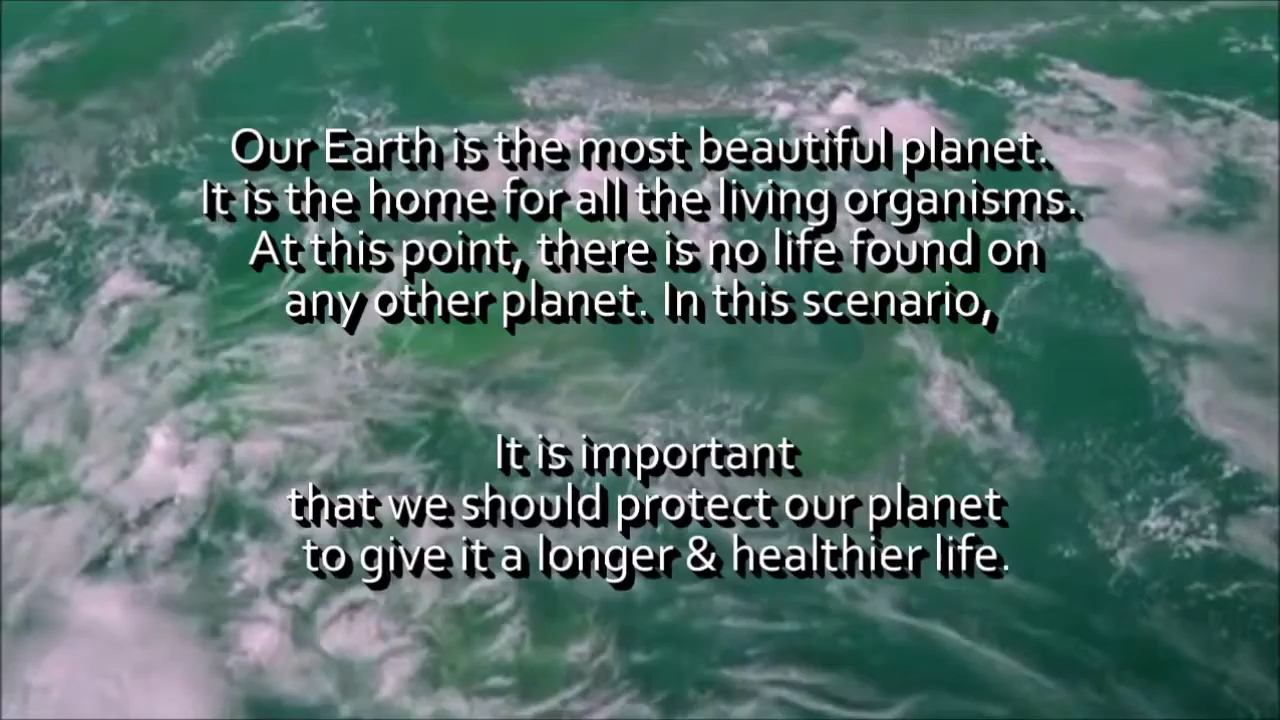 Our Earth is the most beautiful planet.
It is the home for all the living organisms.
At this point, there is no life found on
any other planet. In this scenario,
It is important
that we should protect our planet
to give it a longer & healthier life.